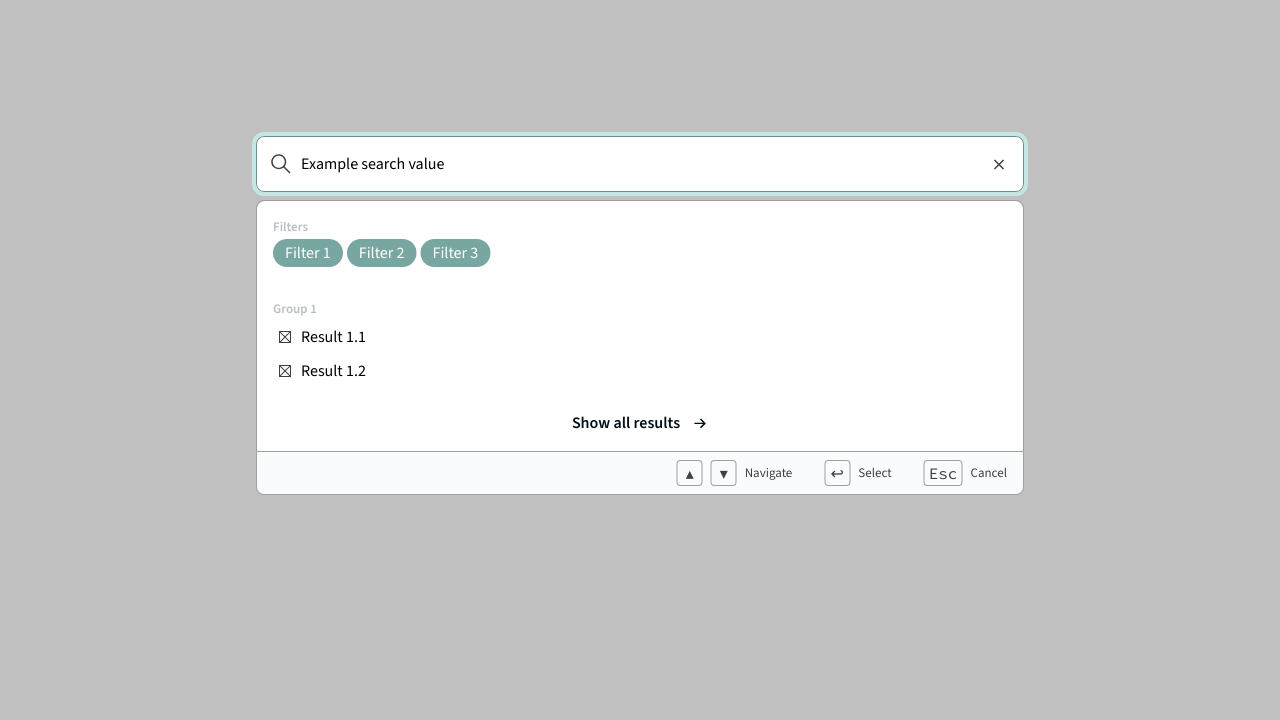 Example search value
Filters
Filter 1 Filter 2 Filter 3
Group 1
Result 1.1
Result 1.2
Show all results
Navigate Select Esc Cancel